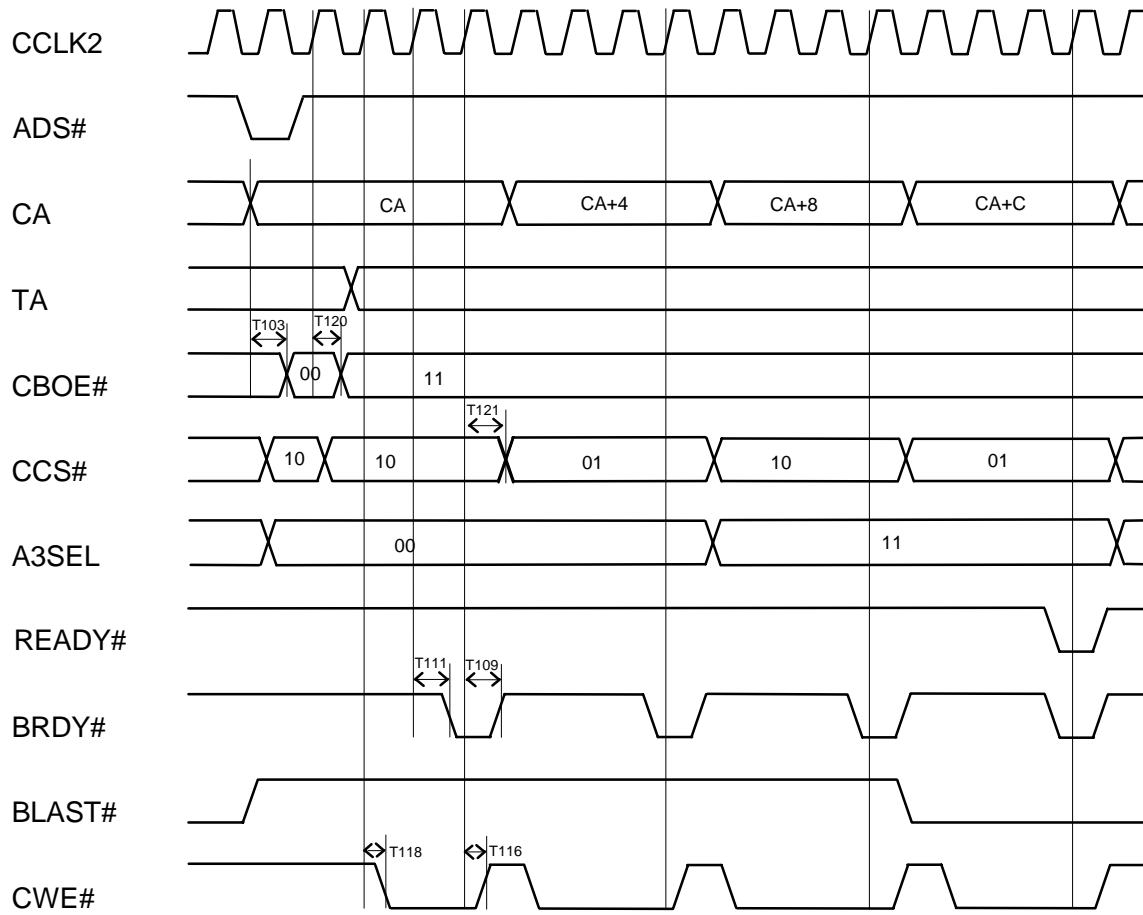 CCLK2
ADS#
CA CA CA+4 CA+8 CA+C
TA
T103 T120
CBOE# 00 11
T121
CCS# 10 10 01 10 01
A3SEL 00 11
READY#
T111 T109
BRDY#
BLAST#
T118 T116
CWE#